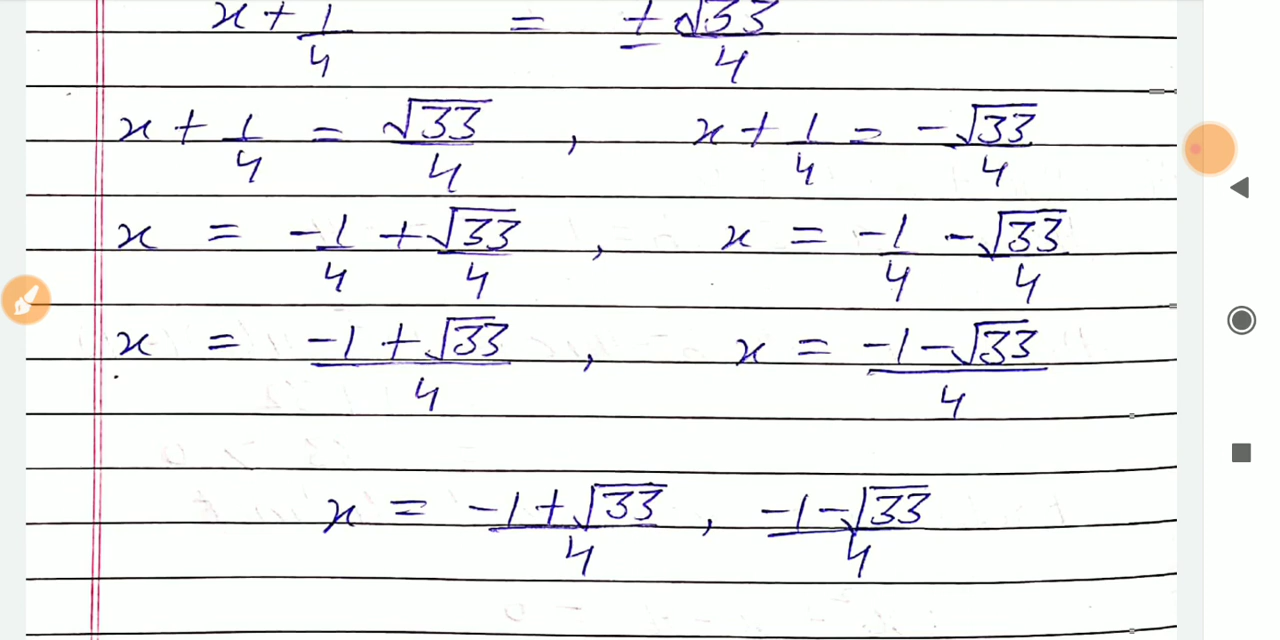 x + 1/4 = ± √33/4
x + 1/4 = √33/4 , x + 1/4 = -√33/4
x = -1/4 + √33/4 , x = -1/4 - √33/4
x = (-1 + √33)/4 , x = (-1 - √33)/4
x = (-1 + √33)/4 , (-1 - √33)/4